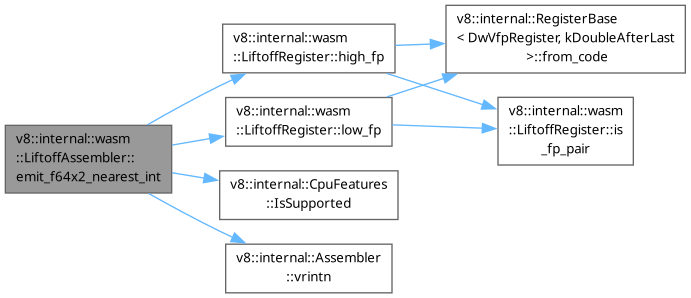 v8::internal::wasm
::LiftoffAssembler::
emit_f64x2_nearest_int
v8::internal::wasm
::LiftoffRegister::high_fp
v8::internal::wasm
::LiftoffRegister::low_fp
v8::internal::CpuFeatures
::IsSupported
v8::internal::Assembler
::vrintn
v8::internal::RegisterBase
< DwVfpRegister, kDoubleAfterLast
>::from_code
v8::internal::wasm
::LiftoffRegister::is
_fp_pair